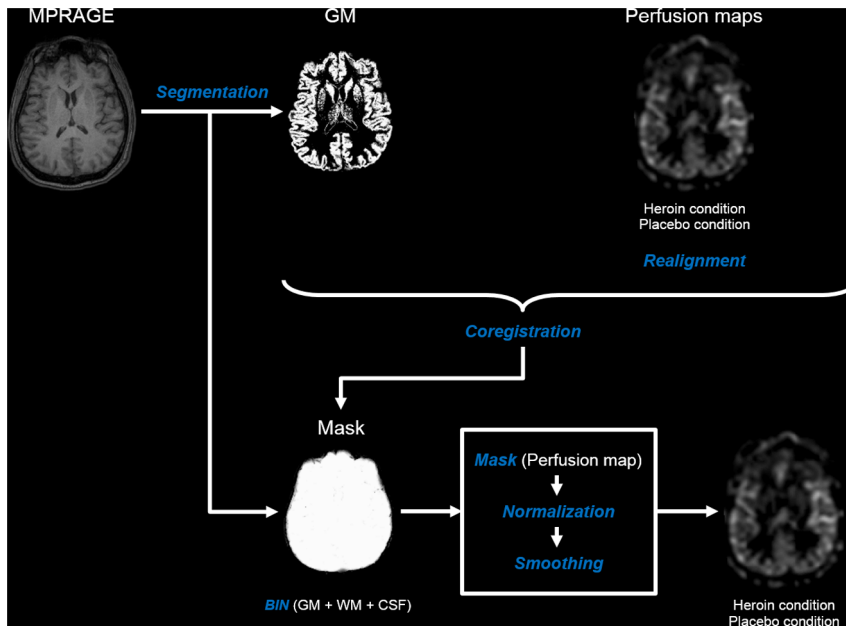 MPRAGE
GM
Perfusion maps
Segmentation
Heroin condition
Placebo condition
Realignment
Coregistration
Mask
Mask (Perfusion map)
Normalization
Smoothing
BIN (GM + WM + CSF)
Heroin condition
Placebo condition